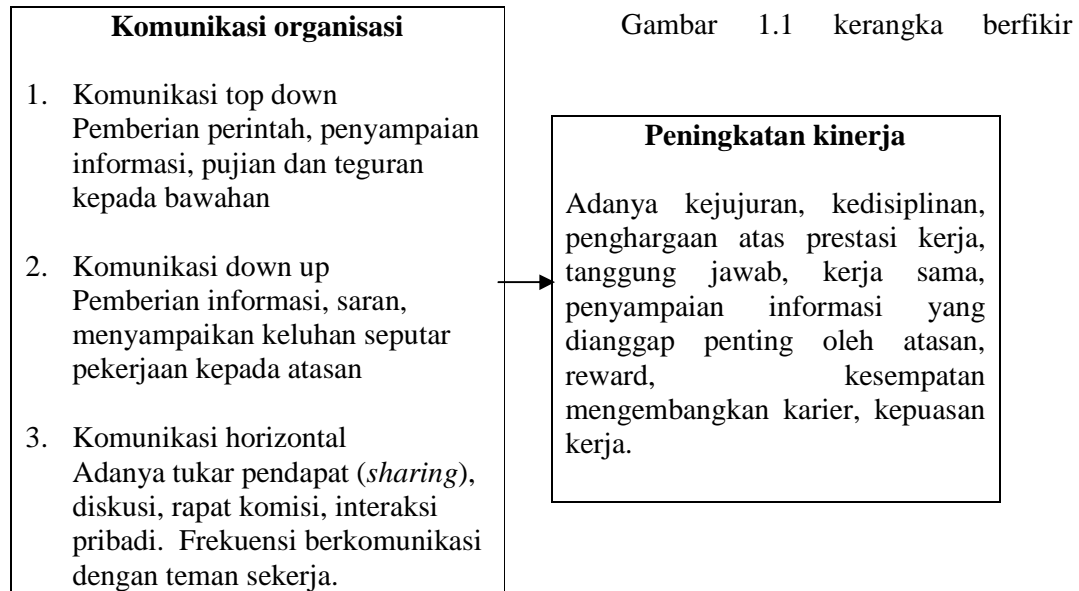 Komunikasi organisasi
1. Komunikasi top down
Pemberian perintah, penyampaian
informasi, pujian dan teguran
kepada bawahan
2. Komunikasi down up
Pemberian informasi, saran,
menyampaikan keluhan seputar
pekerjaan kepada atasan
3. Komunikasi horizontal
Adanya tukar pendapat (sharing),
diskusi, rapat komisi, interaksi
pribadi. Frekuensi berkomunikasi
dengan teman sekerja.
Gambar 1.1 kerangka berfikir
Peningkatan kinerja
Adanya kejujuran, kedisiplinan,
penghargaan atas prestasi kerja,
tanggung jawab, kerja sama,
penyampaian informasi yang
dianggap penting oleh atasan,
reward, kesempatan
mengembangkan karier, kepuasan
kerja.